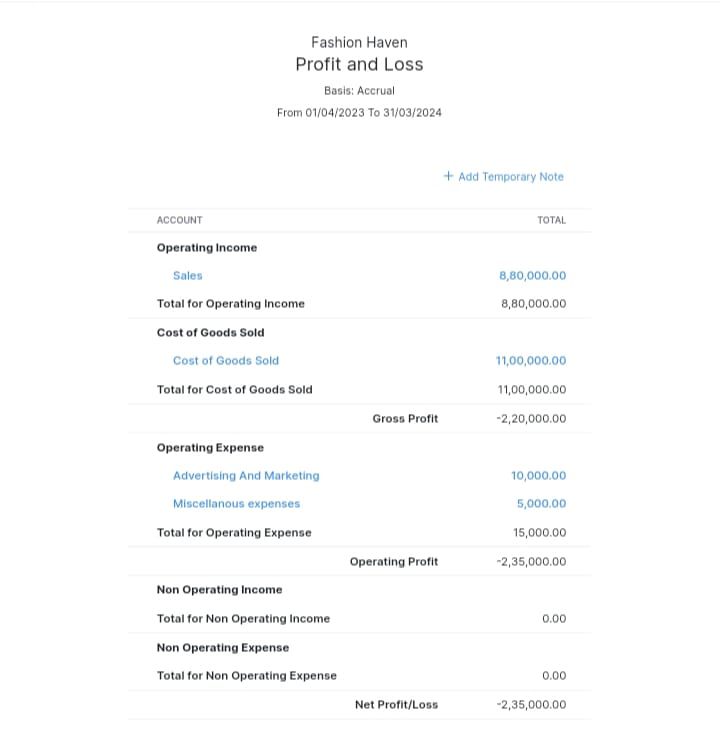 Fashion Haven
Profit and Loss
Basis: Accrual
From 01/04/2023 To 31/03/2024
+ Add Temporary Note
ACCOUNT TOTAL
Operating Income
Sales 8,80,000.00
Total for Operating Income 8,80,000.00
Cost of Goods Sold
Cost of Goods Sold 11,00,000.00
Total for Cost of Goods Sold 11,00,000.00
Gross Profit -2,20,000.00
Operating Expense
Advertising And Marketing 10,000.00
Miscellanous expenses 5,000.00
Total for Operating Expense 15,000.00
Operating Profit -2,35,000.00
Non Operating Income
Total for Non Operating Income 0.00
Non Operating Expense
Total for Non Operating Expense 0.00
Net Profit/Loss -2,35,000.00